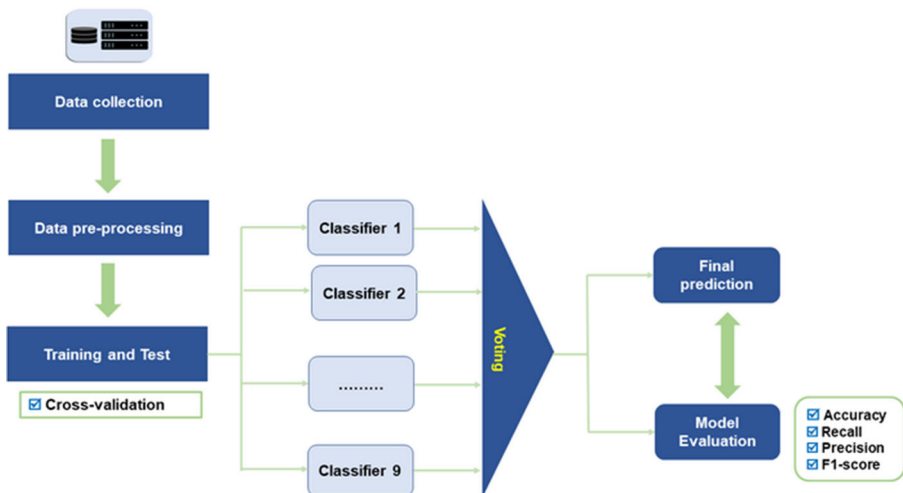 Data collection
Data pre-processing
Training and Test
☑ Cross-validation
Classifier 1
Classifier 2
.........
Classifier 9
Voting
Final
prediction
Model
Evaluation
☑ Accuracy
☑ Recall
☑ Precision
☑ F1-score